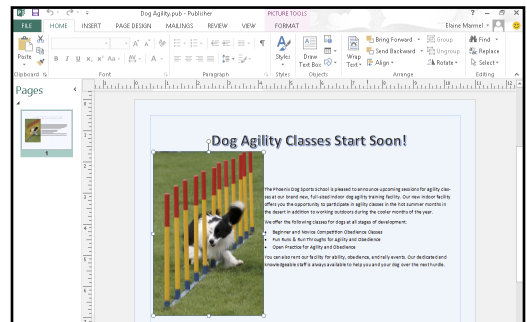 Dog Agility.pub - Publisher
PICTURE TOOLS
FILE HOME INSERT PAGE DESIGN MAILINGS REVIEW VIEW FORMAT
Elaine Marmel
Paste
Styles
Draw Text Box
Wrap Text
Bring Forward
Send Backward
Align
Group
Ungroup
Rotate
Find
Replace
Select
Clipboard Font Paragraph Styles Objects Arrange Editing
Pages
1
Dog Agility Classes Start Soon!
The Phoenix Dog Sports School is pleased to announce upcoming sessions for agility clas-
ses at our brand new, full-sized indoor dog agility training facility. Our new indoor facility
offers you the opportunity to participate in agility classes in the hot summer months in
the desert in addition to working outdoors during the cooler months of the year.
We offer the following classes for dogs at all stages of development:
• Beginner and Novice Competition Obedience Classes
• Fun Runs & Run Throughs for Agility and Obedience
• Open Practice for Agility and Obedience
You can also rent our facility for ability, obedience, and rally events. Our dedicated and
knowledgeable staff is always available to help you and your dog over the next hurdle.